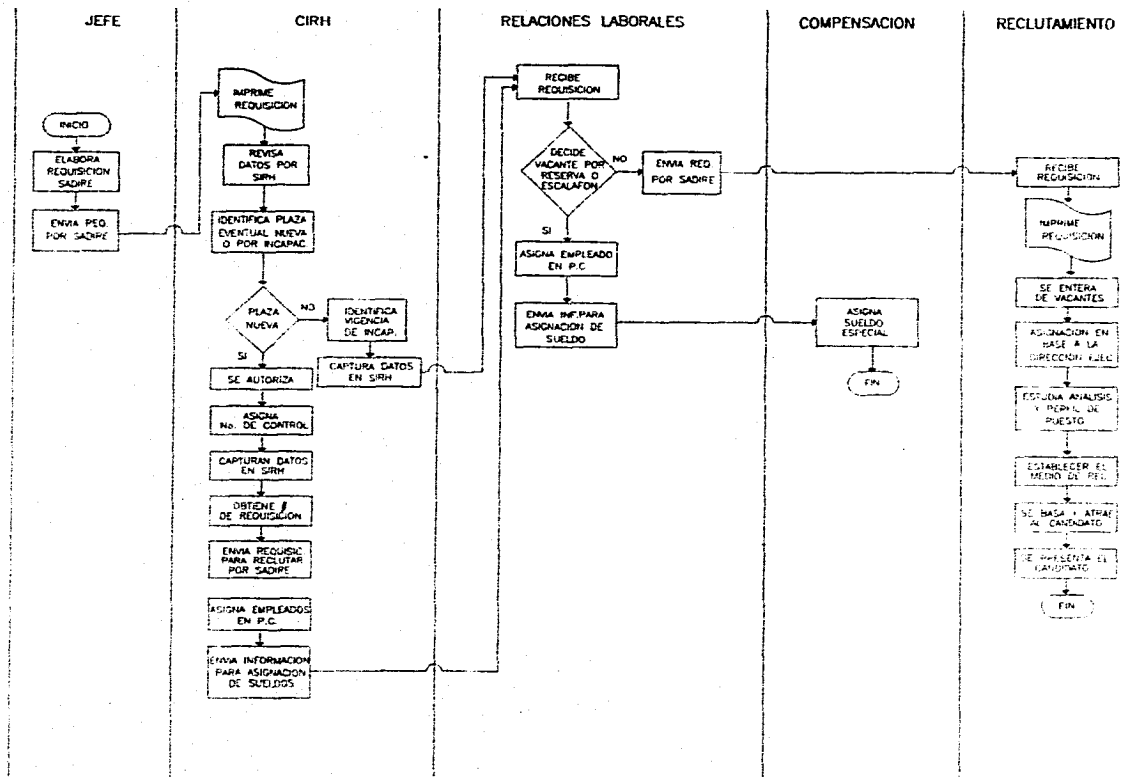 JEFE
CIRH
RELACIONES LABORALES
COMPENSACION
RECLUTAMIENTO
INICIO
ELABORA
REQUISICION
SADIRE
ENVIA REQ.
POR SADIRE
IMPRIME
REQUISICION
REVISA
DATOS POR
SIRH
IDENTIFICA PLAZA
EVENTUAL NUEVA
O POR INCAPAC.
PLAZA
NUEVA
NO
IDENTIFICA
VIGENCIA
DE INCAP.
CAPTURA DATOS
EN SIRH
SI
SE AUTORIZA
ASIGNA
No. DE CONTROL
CAPTURAN DATOS
EN SIRH
OBTIENE #
DE REQUISICION
ENVIA REQUISIC.
PARA RECLUTAR
POR SADIRE
ASIGNA EMPLEADOS
EN P.C.
ENVIA INFORMACION
PARA ASIGNACION
DE SUELDOS
RECIBE
REQUISICION
DECIDE
VACANTE POR
RESERVA O
ESCALAFON
NO
ENVIA REQ.
POR SADIRE
SI
ASIGNA EMPLEADO
EN P.C
ENVIA INF.PARA
ASIGNACION DE
SUELDO
ASIGNA
SUELDO
ESPECIAL
FIN
RECIBE
REQUISICION
IMPRIME
REQUISICION
SE ENTERA
DE VACANTES
ASIGNACION EN
BASE A LA
DIRECCION EJEC
ESTUDIA ANALISIS
Y PERFIL DE
PUESTO
ESTABLECER EL
MEDIO DE REC.
SE BASA Y ATRAE
AL CANDIDATO
SE PRESENTA EL
CANDIDATO
FIN